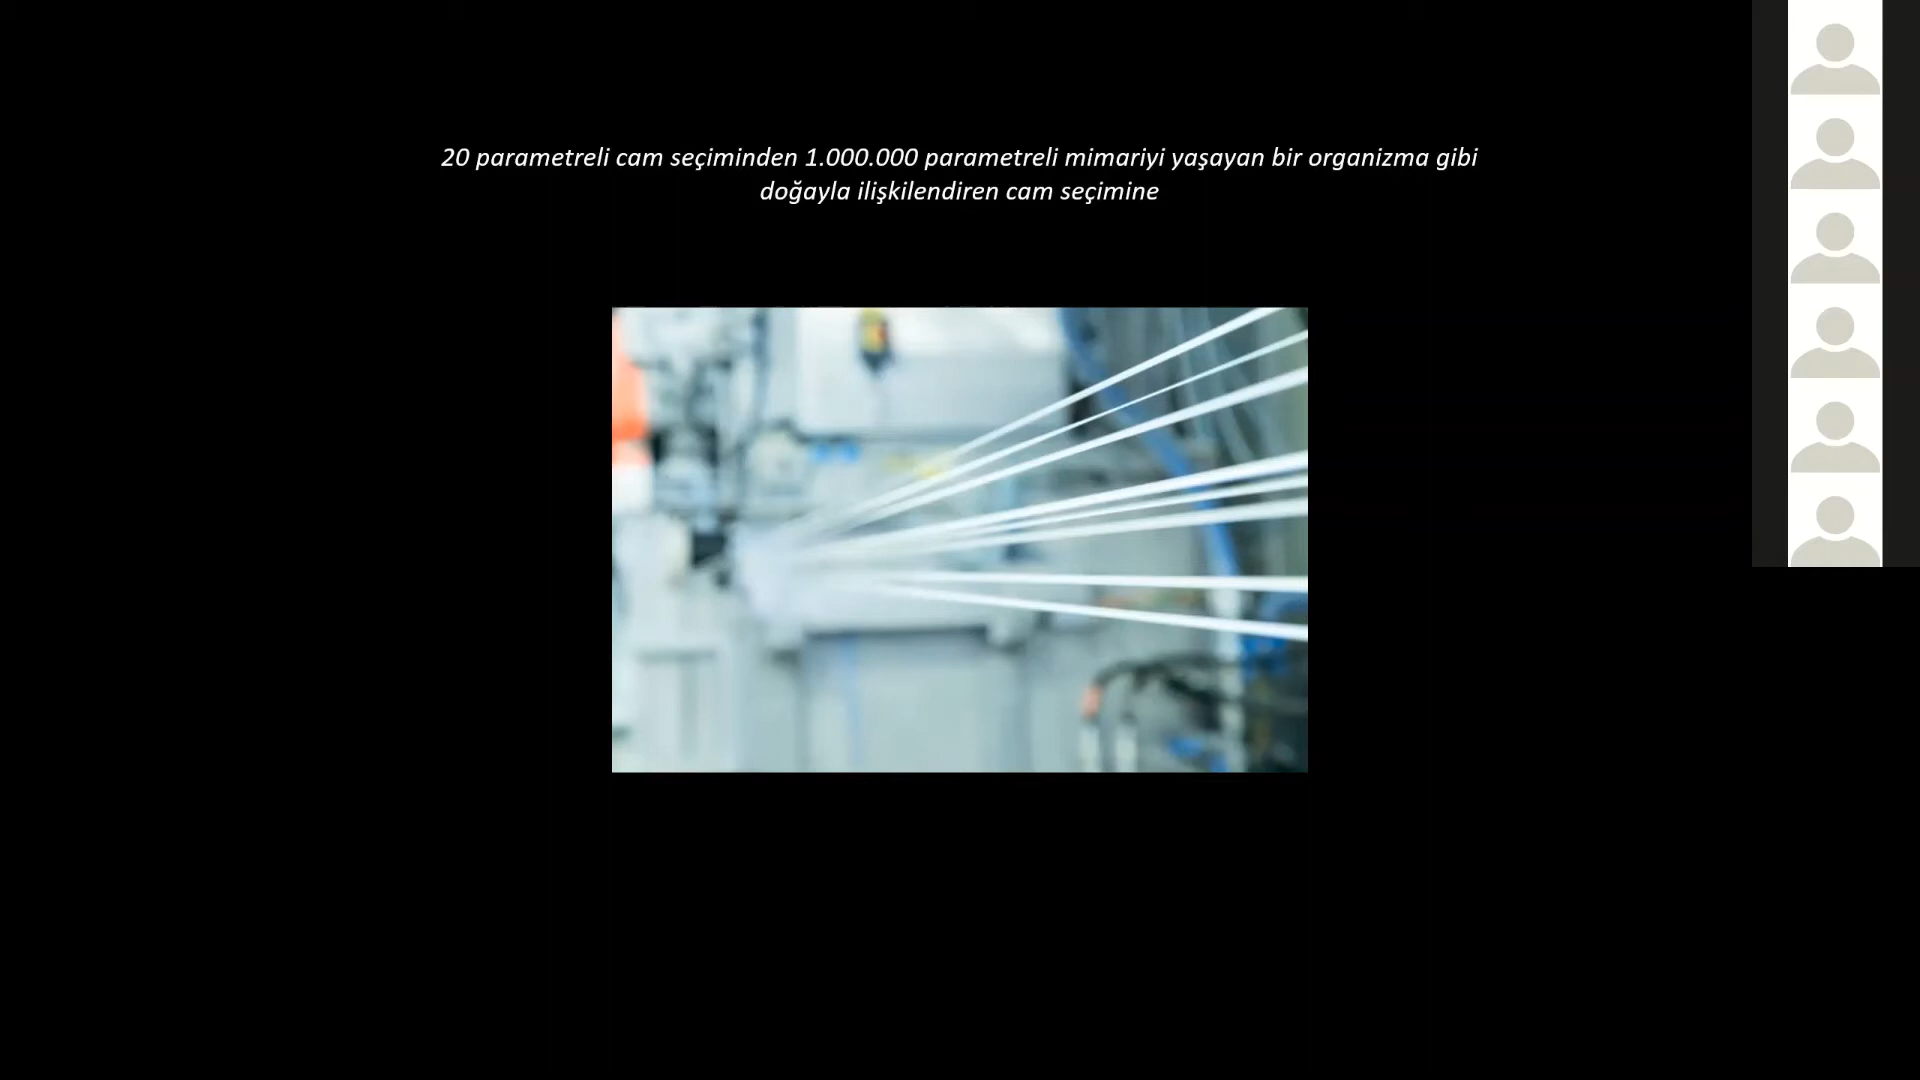 20 parametreli cam seçiminden 1.000.000 parametreli mimariyi yaşayan bir organizma gibi
doğayla ilişkilendiren cam seçimine